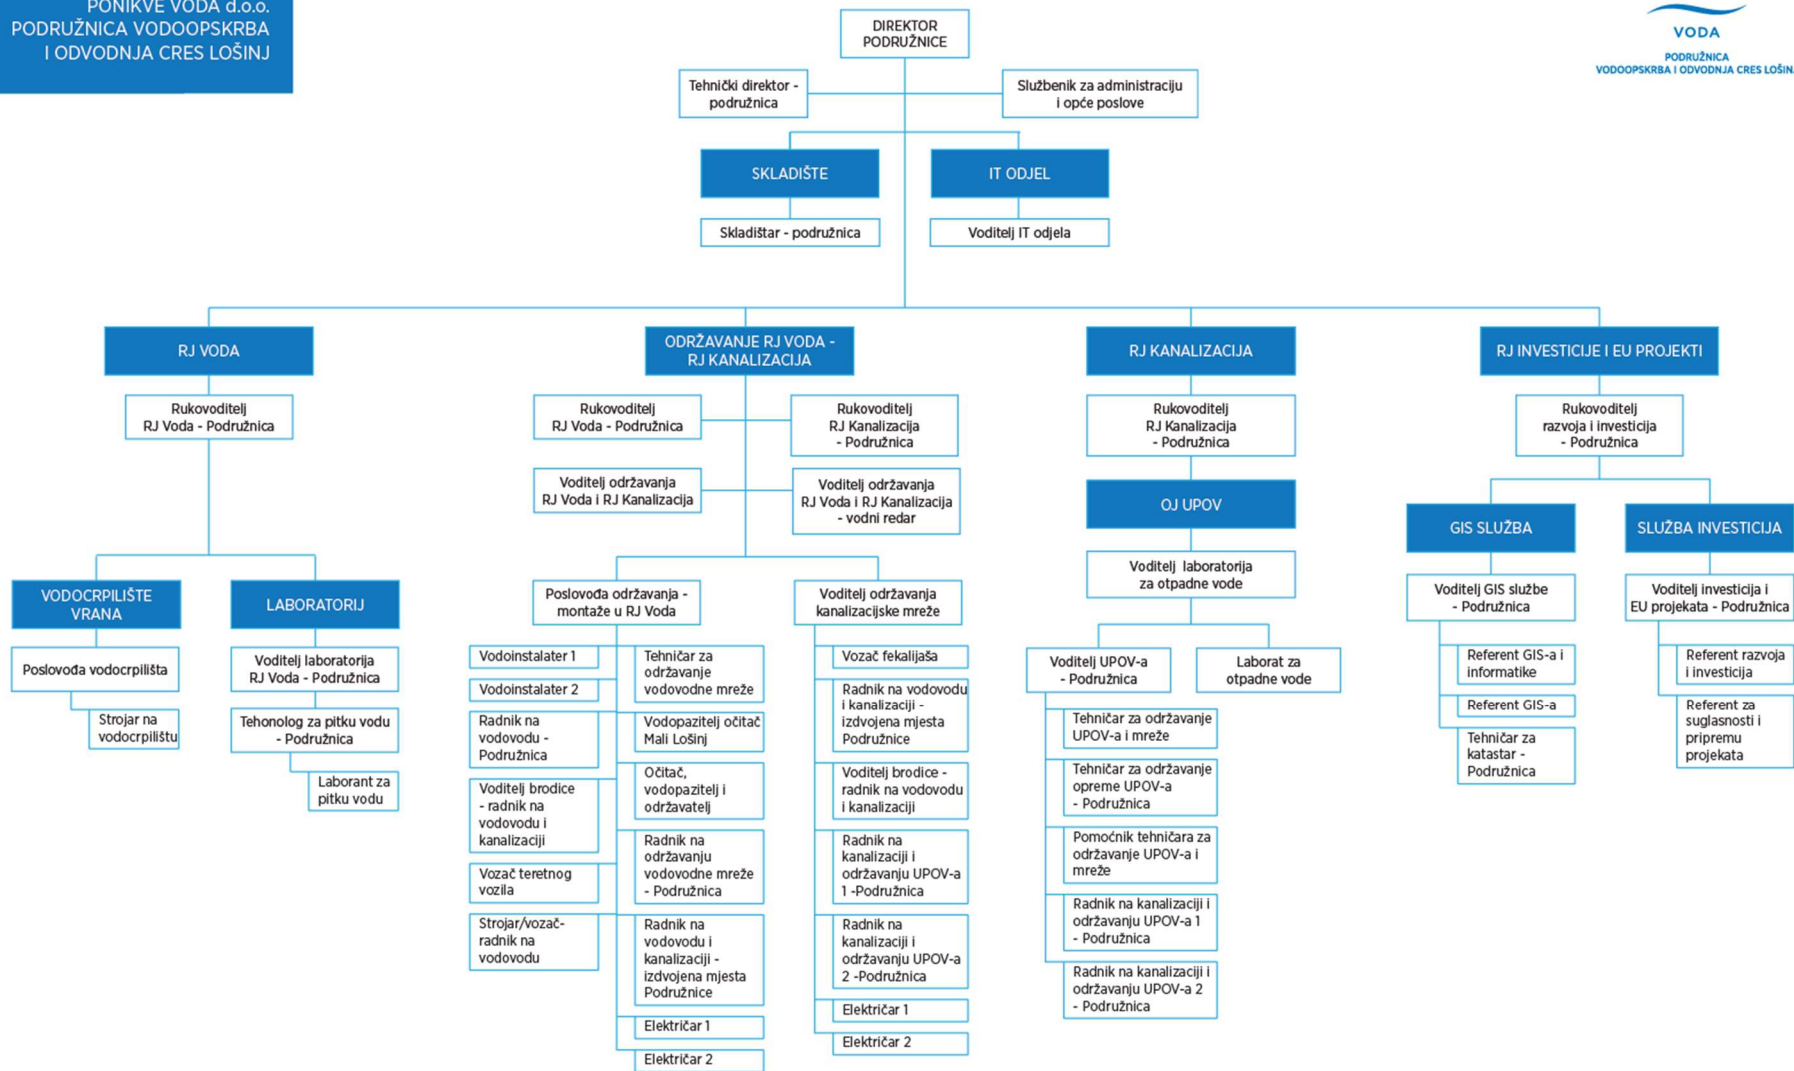 PONIKVE VODA d.o.o.
PODRUŽNICA VODOOPSKRBA
I ODVODNJA CRES LOŠINJ
VODA
PODRUŽNICA
VODOOPSKRBA I ODVODNJA CRES LOŠINJ
DIREKTOR
PODRUŽNICE
Tehnički direktor -
podružnica
Službenik za administraciju
i opće poslove
SKLADIŠTE
IT ODJEL
Skladištar - podružnica
Voditelj IT odjela
RJ VODA
Rukovoditelj
RJ Voda - Podružnica
VODOCRPILIŠTE
VRANA
Poslovođa vodocrpilišta
Strojar na
vodocrpilištu
LABORATORIJ
Voditelj laboratorija
RJ Voda - Podružnica
Tehonolog za pitku vodu
- Podružnica
Laborant za
pitku vodu
ODRŽAVANJE RJ VODA -
RJ KANALIZACIJA
Rukovoditelj
RJ Voda - Podružnica
Rukovoditelj
RJ Kanalizacija
- Podružnica
Voditelj održavanja
RJ Voda i RJ Kanalizacija
Voditelj održavanja
RJ Voda i RJ Kanalizacija
- vodni redar
Poslovođa održavanja -
montaže u RJ Voda
Vodoinstalater 1
Vodoinstalater 2
Radnik na
vodovodu -
Podružnica
Voditelj brodice
- radnik na
vodovodu i
kanalizaciji
Vozač teretnog
vozila
Strojar/vozač-
radnik na
vodovodu
Tehničar za
održavanje
vodovodne mreže
Vodopazitelj očitač
Mali Lošinj
Očitač,
vodopazitelj i
održavatelj
Radnik na
održavanju
vodovodne mreže
- Podružnica
Radnik na
vodovodu i
kanalizaciji -
izdvojena mjesta
Podružnice
Električar 1
Električar 2
Voditelj održavanja
kanalizacijske mreže
Vozač fekalijaša
Radnik na vodovodu
i kanalizaciji -
izdvojena mjesta
Podružnice
Voditelj brodice -
radnik na vodovodu
i kanalizaciji
Radnik na
kanalizaciji i
održavanju UPOV-a
1 -Podružnica
Radnik na
kanalizaciji i
održavanju UPOV-a
2 -Podružnica
Električar 1
Električar 2
RJ KANALIZACIJA
Rukovoditelj
RJ Kanalizacija
- Podružnica
OJ UPOV
Voditelj laboratorija
za otpadne vode
Voditelj UPOV-a
- Podružnica
Laborat za
otpadne vode
Tehničar za održavanje
UPOV-a i mreže
Tehničar za održavanje
opreme UPOV-a
- Podružnica
Pomoćnik tehničara za
održavanje UPOV-a i
mreže
Radnik na kanalizaciji i
održavanju UPOV-a 1
- Podružnica
Radnik na kanalizaciji i
održavanju UPOV-a 2
- Podružnica
RJ INVESTICIJE I EU PROJEKTI
Rukovoditelj
razvoja i investicija
- Podružnica
GIS SLUŽBA
Voditelj GIS službe
- Podružnica
Referent GIS-a i
informatike
Referent GIS-a
Tehničar za
katastar -
Podružnica
SLUŽBA INVESTICIJA
Voditelj investicija i
EU projekata - Podružnica
Referent razvoja
i investicija
Referent za
suglasnosti i
pripremu
projekata